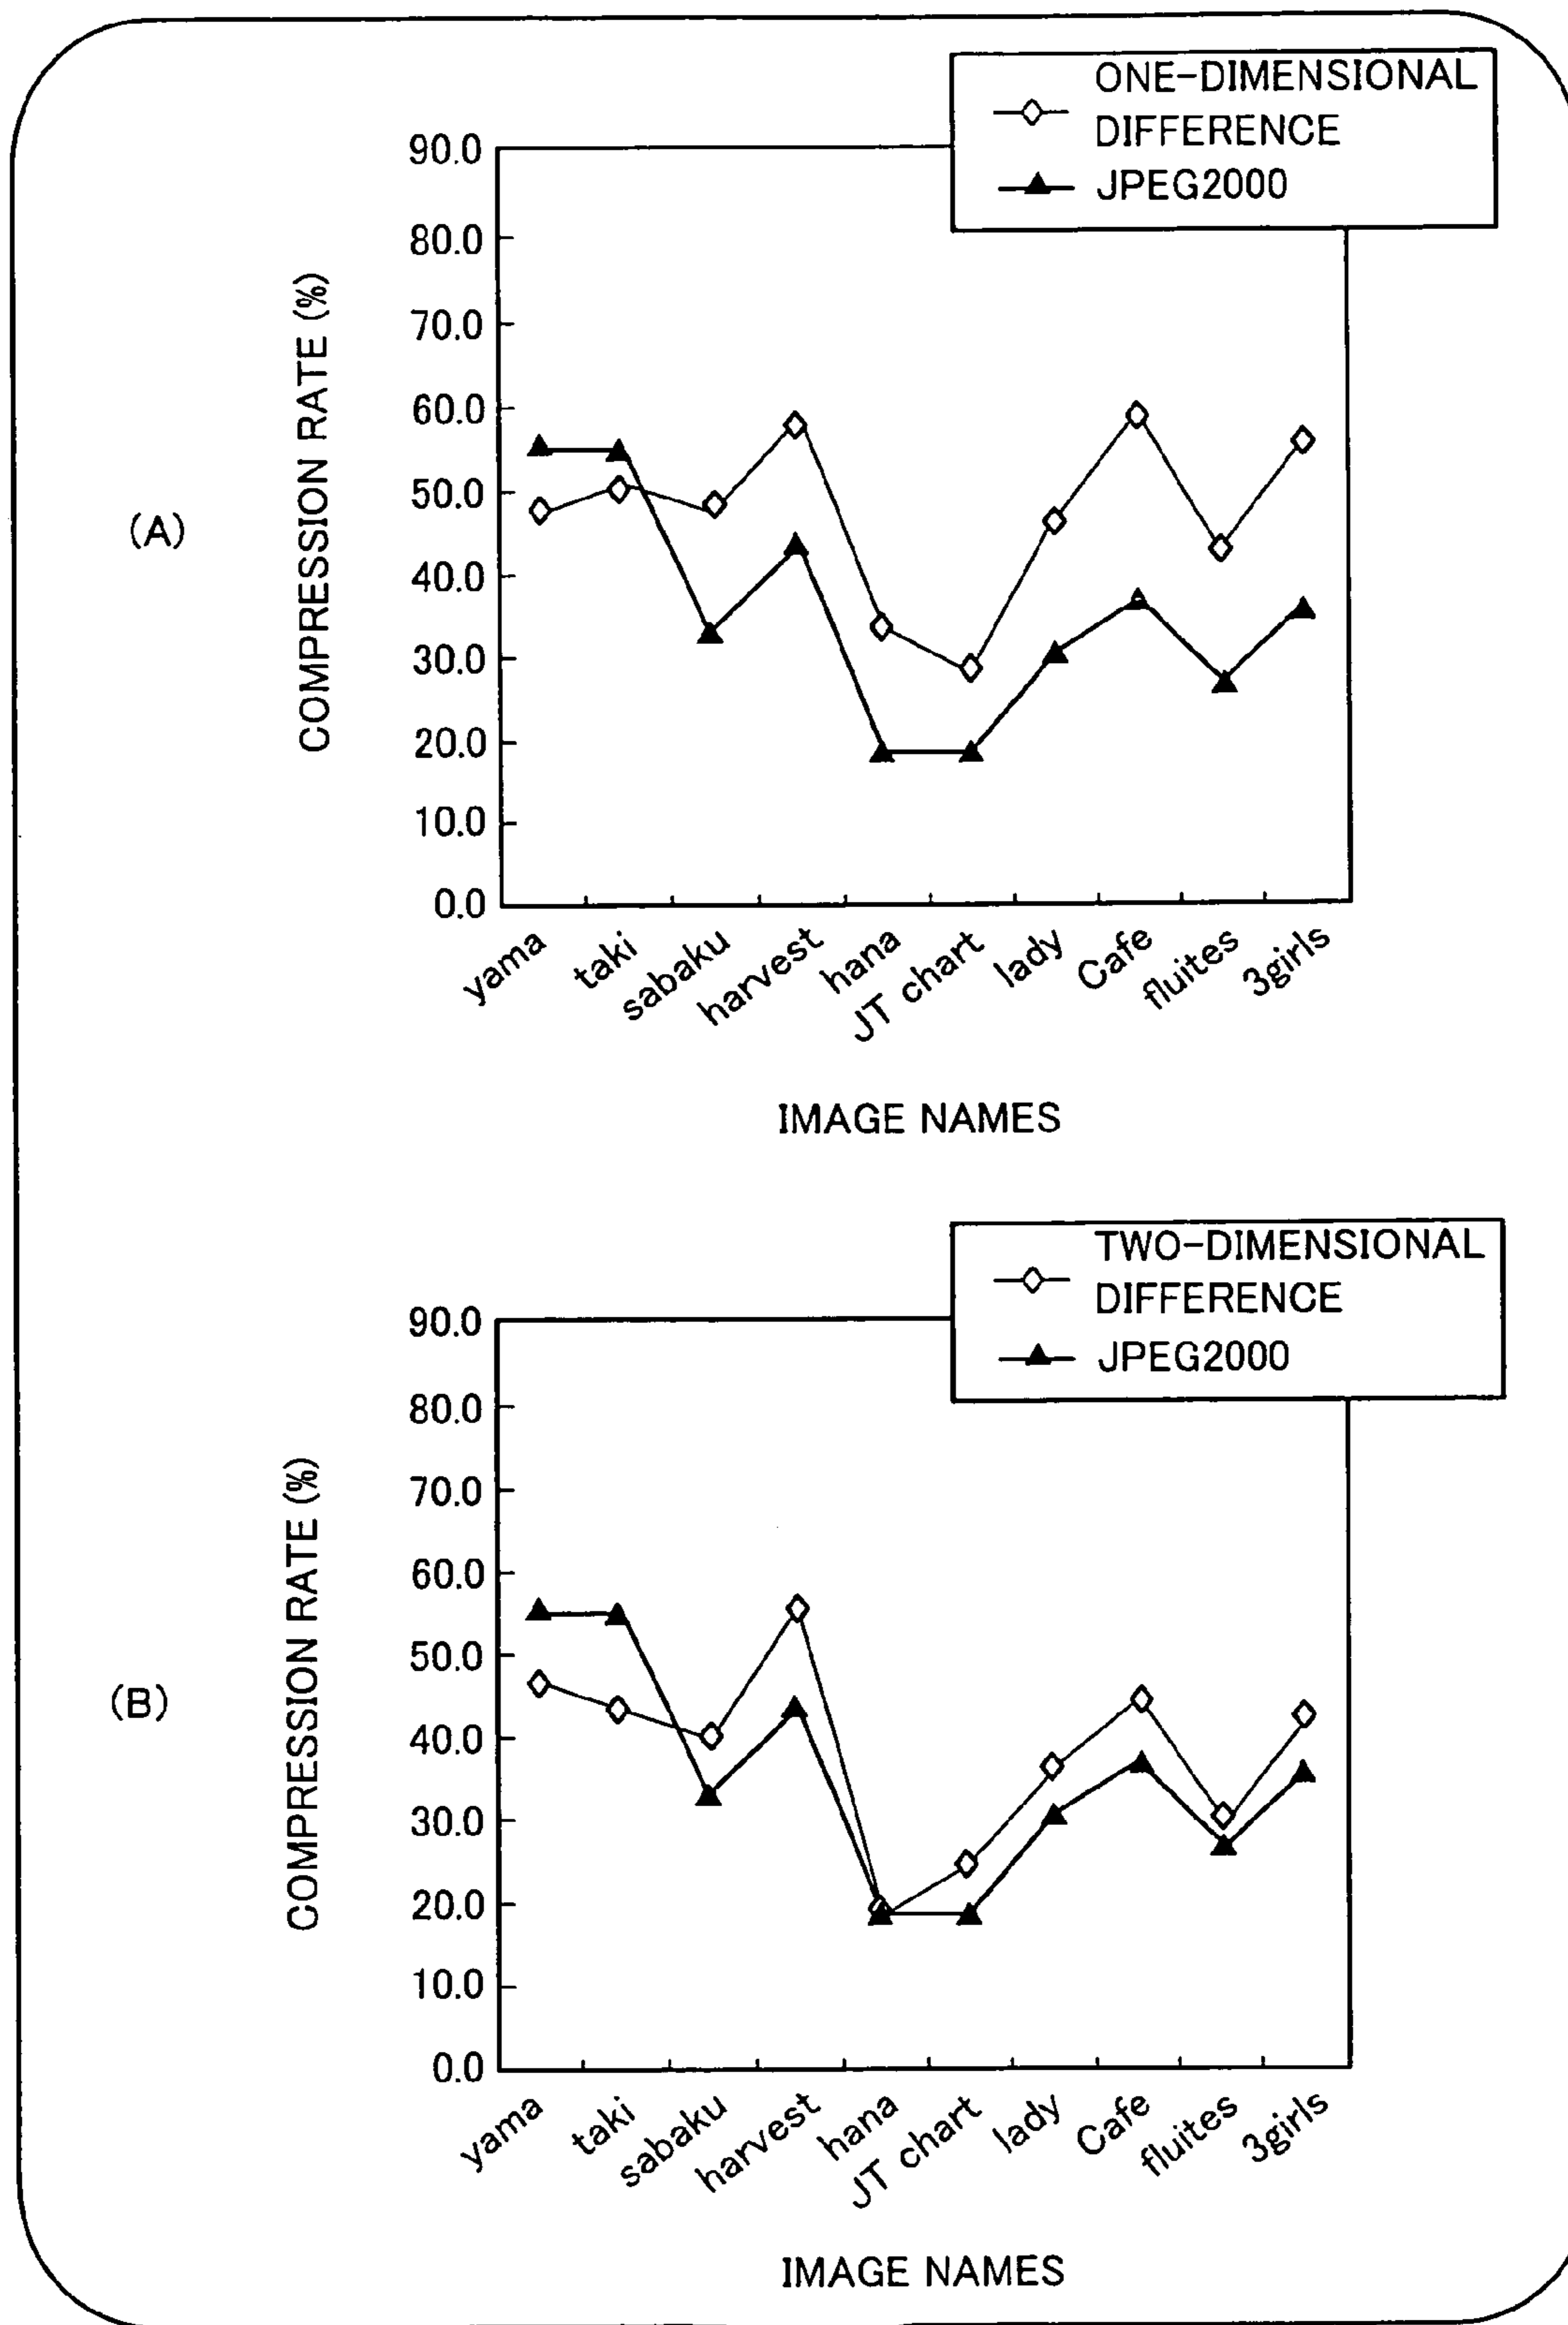 ONE-DIMENSIONAL
DIFFERENCE
JPEG2000
(A)
COMPRESSION RATE (%)
90.0
80.0
70.0
60.0
50.0
40.0
30.0
20.0
10.0
0.0
yama
taki
sabaku
harvest
hana
JT chart
lady
Cafe
fluites
3girls
IMAGE NAMES
TWO-DIMENSIONAL
DIFFERENCE
JPEG2000
(B)
COMPRESSION RATE (%)
90.0
80.0
70.0
60.0
50.0
40.0
30.0
20.0
10.0
0.0
yama
taki
sabaku
harvest
hana
JT chart
lady
Cafe
fluites
3girls
IMAGE NAMES